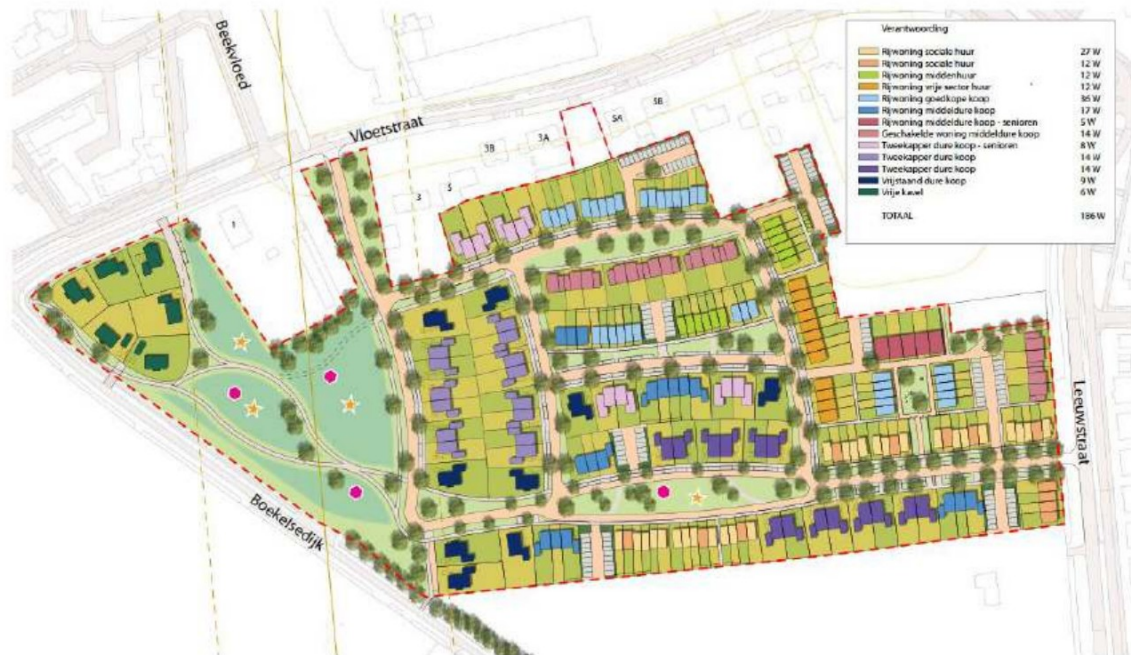 Verantwoording
Rijwoning sociale huur 27 W
Rijwoning sociale huur 12 W
Rijwoning middenhuur 12 W
Rijwoning vrije sector huur 12 W
Rijwoning goedkope koop 36 W
Rijwoning middeldure koop 17 W
Rijwoning middeldure koop - senioren 5 W
Geschakelde woning middeldure koop 14 W
Tweekapper dure koop - senioren 8 W
Tweekapper dure koop 14 W
Tweekapper dure koop 14 W
Vrijstaand dure koop 9 W
Vrije kavel 6 W
TOTAAL 186 W
Beekvloed
Vloetstraat
5B
5A
3A
3B
5
3
1
Leeuwstraat
Boekelsedijk